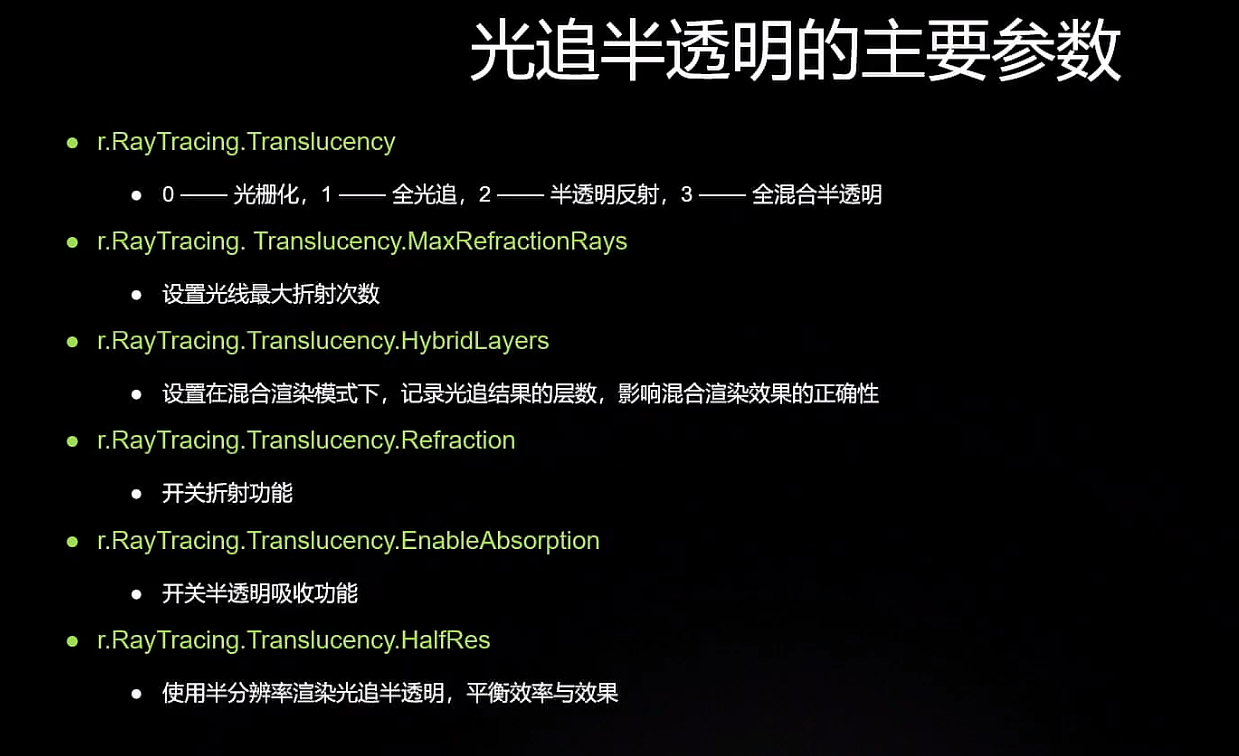 光追半透明的主要参数
r.RayTracing.Translucency
0 —— 光栅化，1 —— 全光追，2 —— 半透明反射，3 —— 全混合半透明
r.RayTracing. Translucency.MaxRefractionRays
设置光线最大折射次数
r.RayTracing.Translucency.HybridLayers
设置在混合渲染模式下，记录光追结果的层数，影响混合渲染效果的正确性
r.RayTracing.Translucency.Refraction
开关折射功能
r.RayTracing.Translucency.EnableAbsorption
开关半透明吸收功能
r.RayTracing.Translucency.HalfRes
使用半分辨率渲染光追半透明，平衡效率与效果